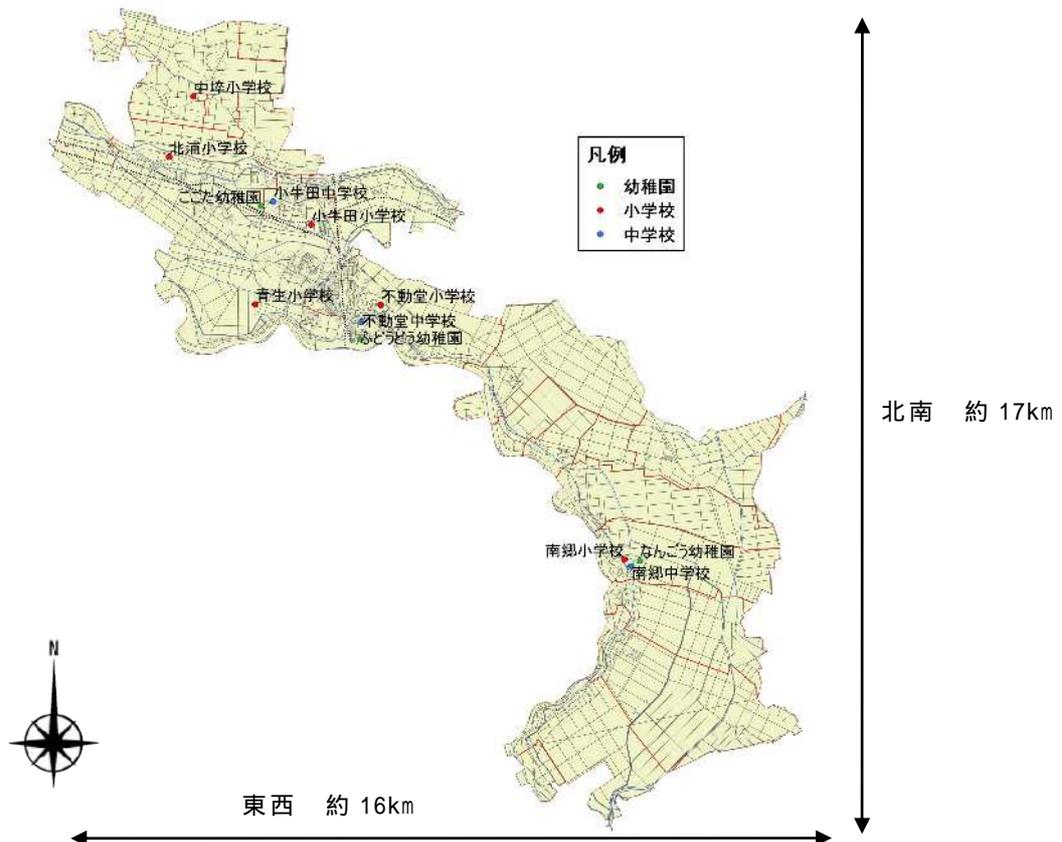 中埣小学校
北浦小学校
凡例
幼稚園
小学校
中学校
こごた幼稚園
小牛田中学校
小牛田小学校
青生小学校
不動堂小学校
不動堂中学校
ふどうどう幼稚園
北南 約 17km
南郷小学校
なんごう幼稚園
南郷中学校
N
東西 約 16km